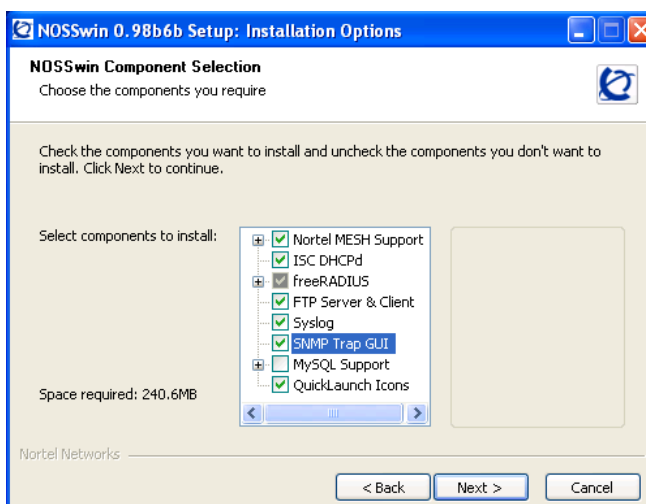 NOSSwin 0.98b6b Setup: Installation Options
NOSSwin Component Selection
Choose the components you require
Check the components you want to install and uncheck the components you don't want to
install. Click Next to continue.
Select components to install:
Nortel MESH Support
ISC DHCPd
freeRADIUS
FTP Server & Client
Syslog
SNMP Trap GUI
MySQL Support
QuickLaunch Icons
Space required: 240.6MB
Nortel Networks
< Back
Next >
Cancel